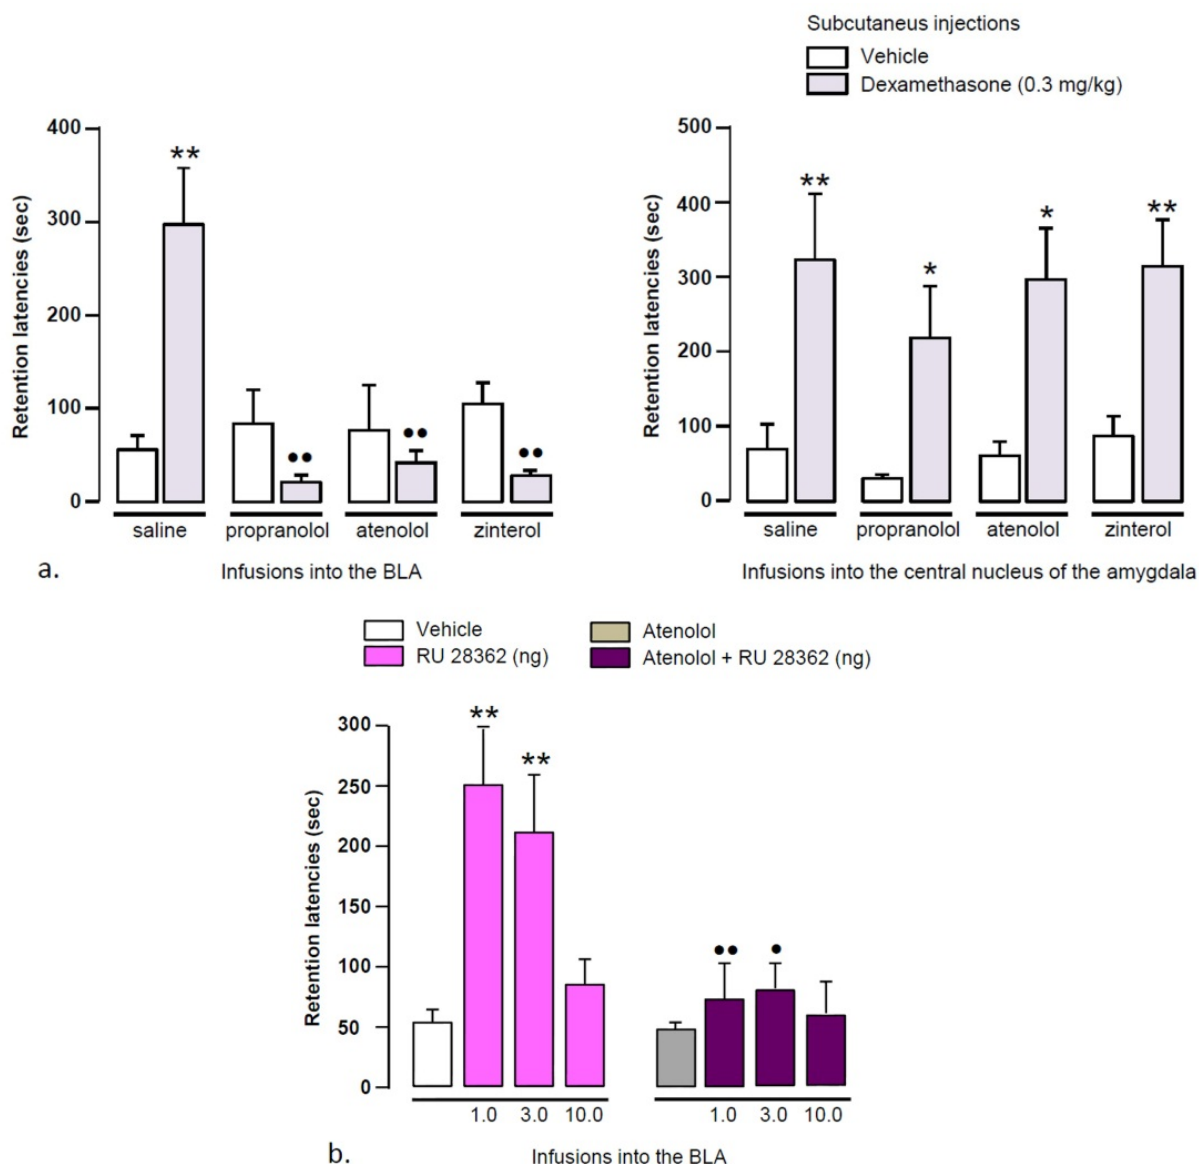 Subcutaneus injections
Vehicle
Dexamethasone (0.3 mg/kg)
Retention latencies (sec)
400
300
200
100
0
**
••
••
••
saline propranolol atenolol zinterol
a.
Infusions into the BLA
Retention latencies (sec)
500
400
300
200
100
0
**
*
*
**
saline propranolol atenolol zinterol
Infusions into the central nucleus of the amygdala
Vehicle
RU 28362 (ng)
Atenolol
Atenolol + RU 28362 (ng)
Retention latencies (sec)
300
250
200
150
100
50
0
**
**
••
•
1.0 3.0 10.0 1.0 3.0 10.0
b.
Infusions into the BLA